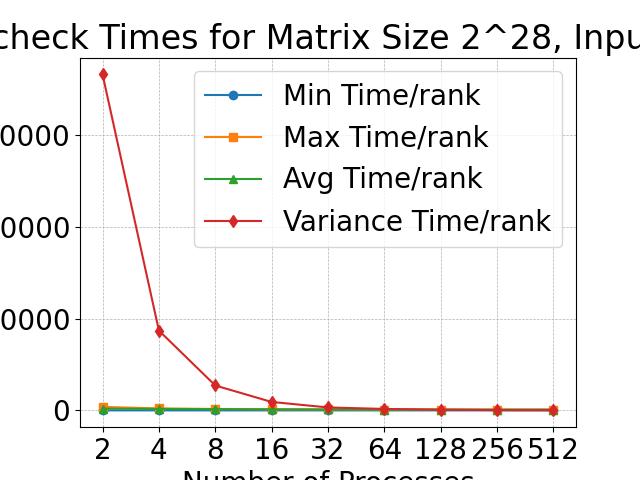 check Times for Matrix Size 2^28, Inpu
Min Time/rank
Max Time/rank
Avg Time/rank
Variance Time/rank
0000
0000
0000
0
2 4 8 16 32 64 128 256 512
Number of Processes